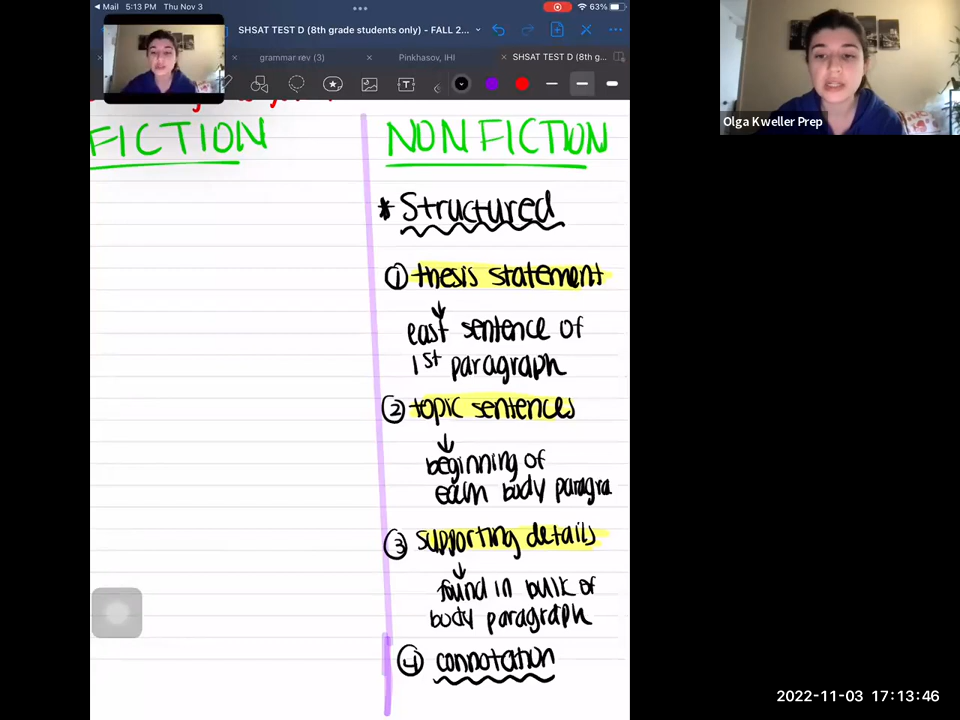 5:13 PM Thu Nov 3
63%
SHSAT TEST D (8th grade students only) - FALL 2...
grammar rev (3)
Pinkhasov, IHI
SHSAT TEST D (8th g...
Olga Kweller Prep
FICTION
NONFICTION
* Structured
① thesis statement
↓
last sentence of
1st paragraph
② topic sentences
↓
beginning of
each body paragra
③ supporting details
↓
found in bulk of
body paragraph
④ connotation
2022-11-03 17:13:46